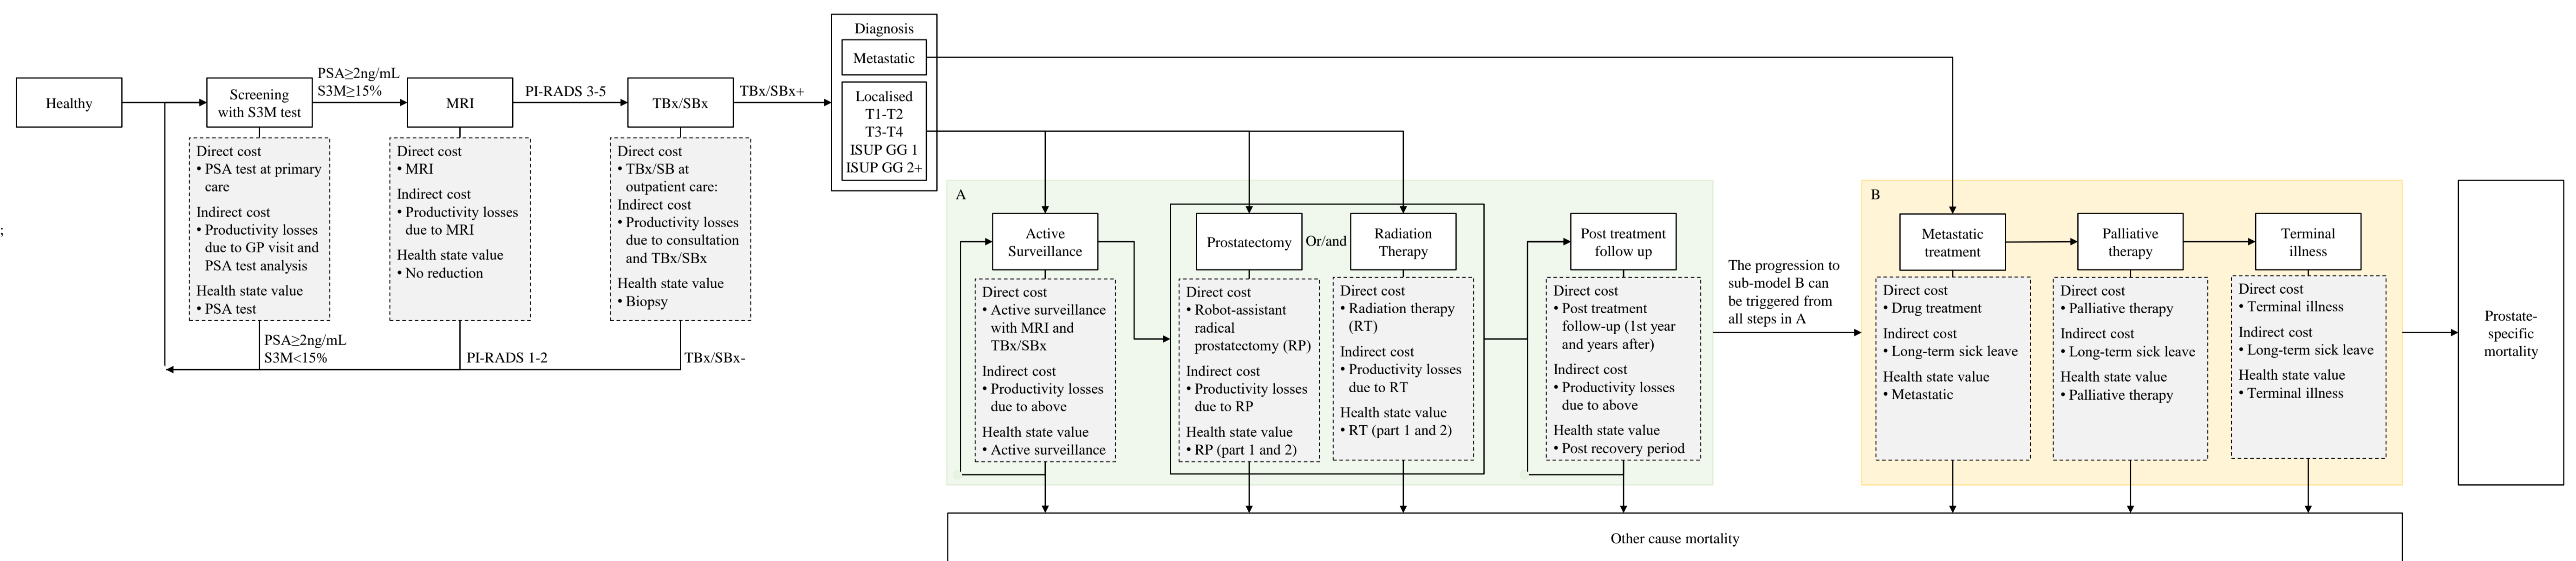 Healthy
Screening
with S3M test
PSA≥2ng/mL
S3M≥15%
MRI
PI-RADS 3-5
TBx/SBx
TBx/SBx+
Diagnosis
Metastatic
Localised
T1-T2
T3-T4
ISUP GG 1
ISUP GG 2+
Direct cost
• PSA test at primary
care
Indirect cost
• Productivity losses
due to GP visit and
PSA test analysis
Health state value
• PSA test
Direct cost
• MRI
Indirect cost
• Productivity losses
due to MRI
Health state value
• No reduction
Direct cost
• TBx/SB at
outpatient care:
Indirect cost
• Productivity losses
due to consultation
and TBx/SBx
Health state value
• Biopsy
;
PSA≥2ng/mL
S3M<15%
PI-RADS 1-2
TBx/SBx-
A
Active
Surveillance
Prostatectomy
Or/and
Radiation
Therapy
Post treatment
follow up
Direct cost
• Active surveillance
with MRI and
TBx/SBx
Indirect cost
• Productivity losses
due to above
Health state value
• Active surveillance
Direct cost
• Robot-assistant
radical
prostatectomy (RP)
Indirect cost
• Productivity losses
due to RP
Health state value
• RP (part 1 and 2)
Direct cost
• Radiation therapy
(RT)
Indirect cost
• Productivity losses
due to RT
Health state value
• RT (part 1 and 2)
Direct cost
• Post treatment
follow-up (1st year
and years after)
Indirect cost
• Productivity losses
due to above
Health state value
• Post recovery period
The progression to
sub-model B can
be triggered from
all steps in A
B
Metastatic
treatment
Palliative
therapy
Terminal
illness
Direct cost
• Drug treatment
Indirect cost
• Long-term sick leave
Health state value
• Metastatic
Direct cost
• Palliative therapy
Indirect cost
• Long-term sick leave
Health state value
• Palliative therapy
Direct cost
• Terminal illness
Indirect cost
• Long-term sick leave
Health state value
• Terminal illness
Prostate-
specific
mortality
Other cause mortality